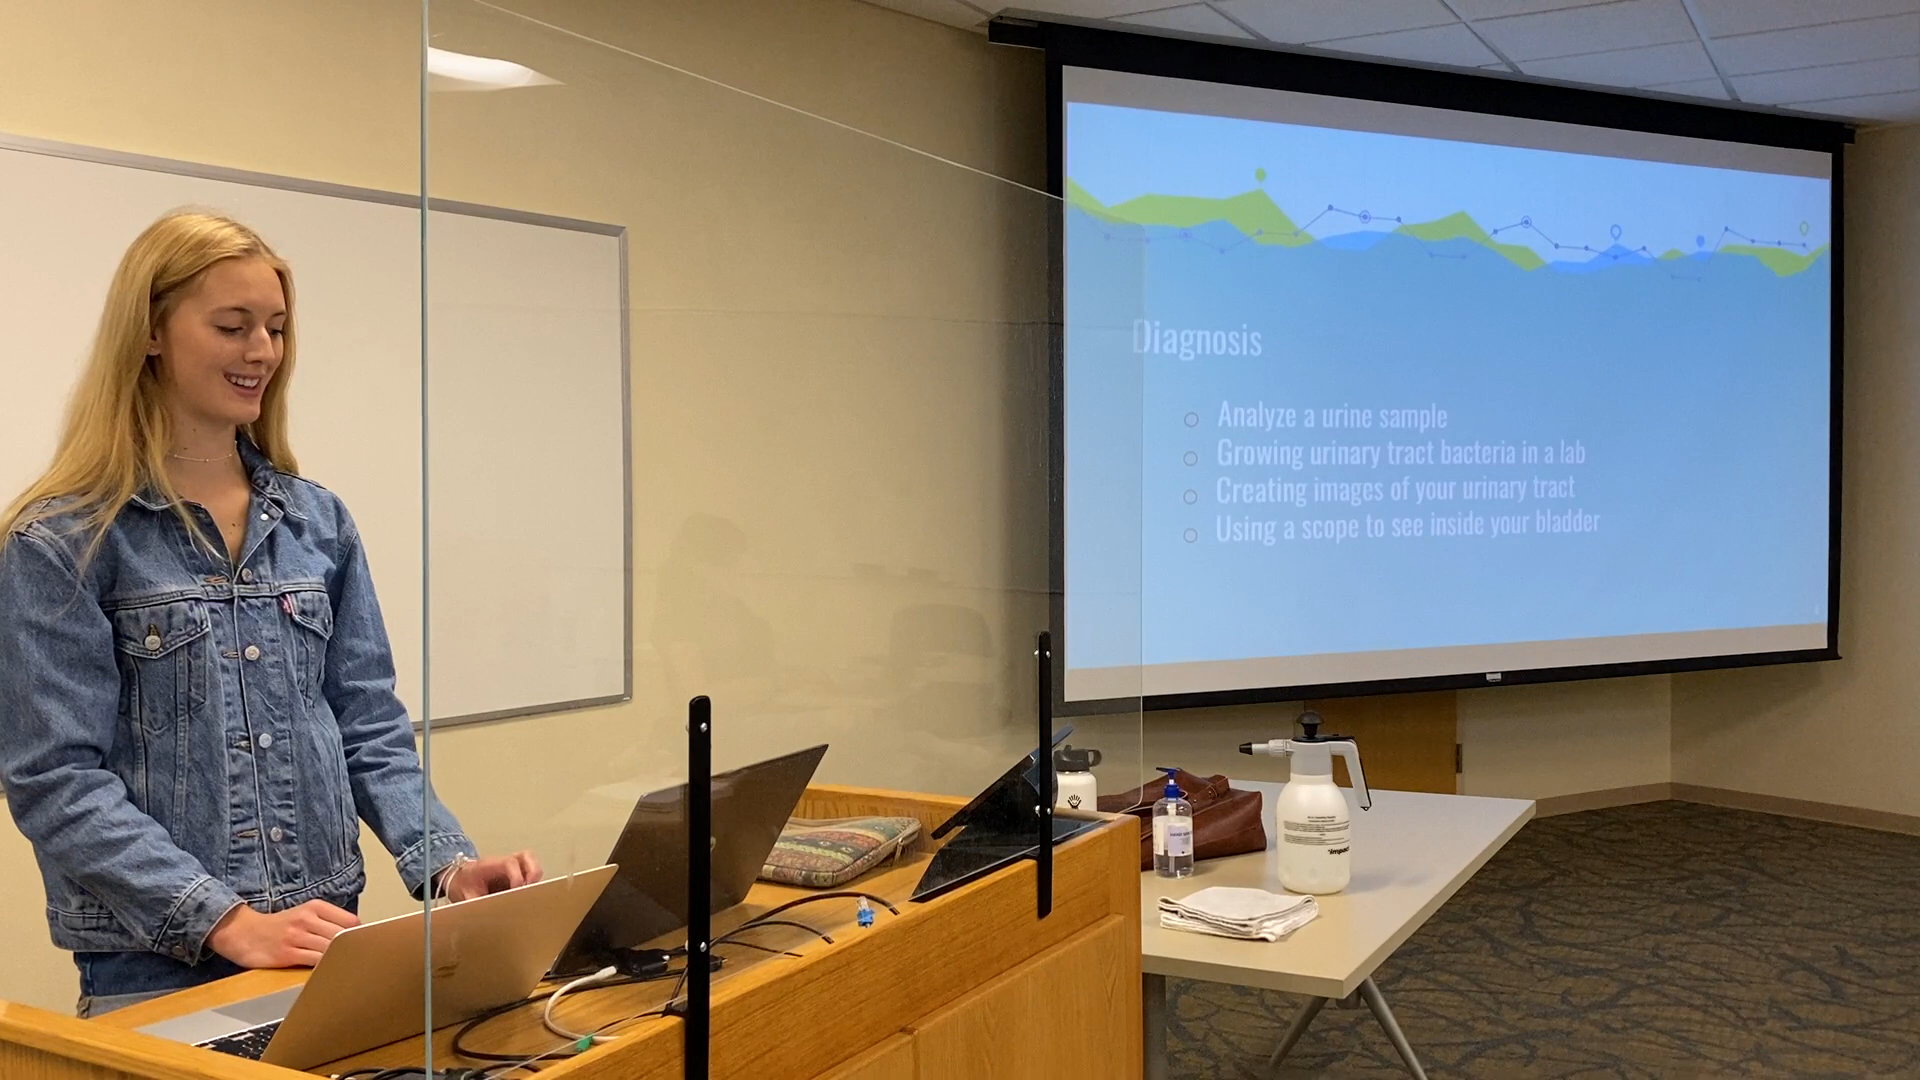 Diagnosis
Analyze a urine sample
Growing urinary tract bacteria in a lab
Creating images of your urinary tract
Using a scope to see inside your bladder
impact